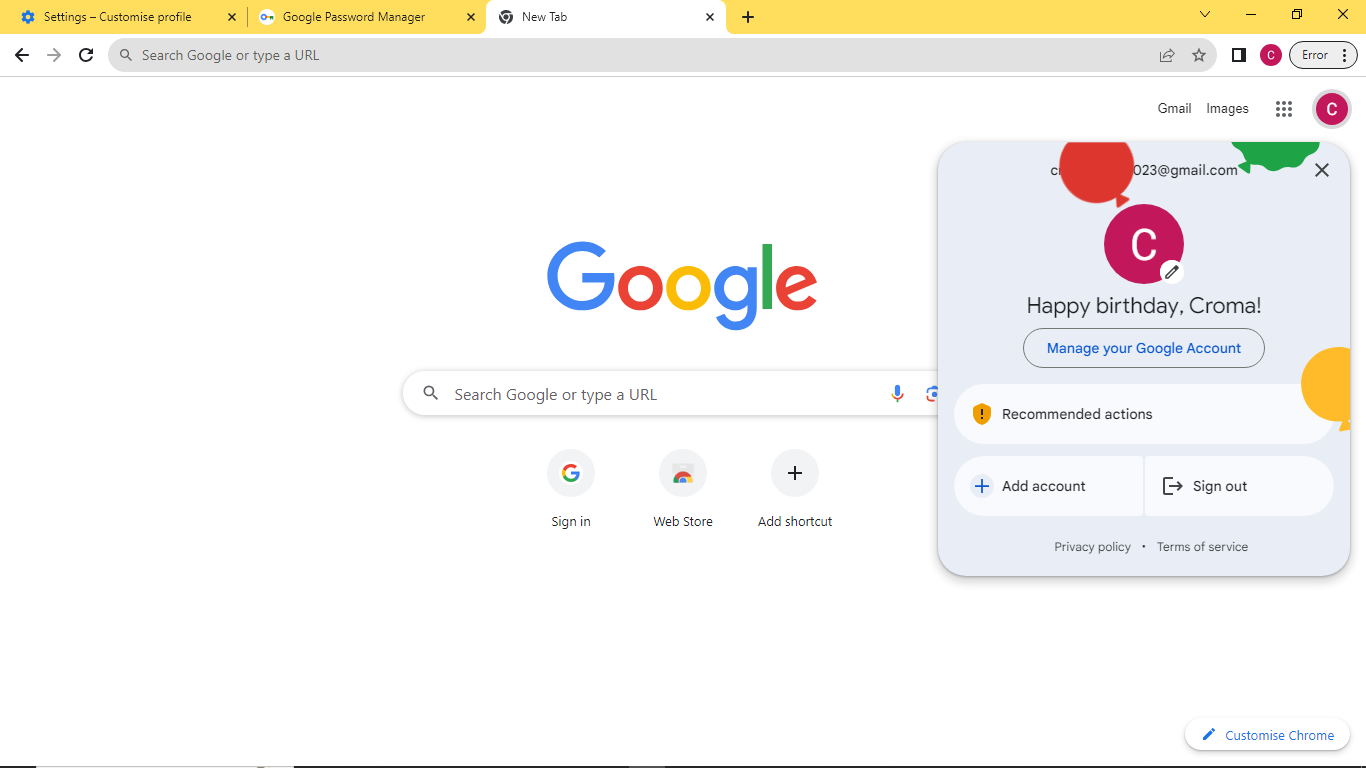 Settings – Customise profile
Google Password Manager
New Tab
Search Google or type a URL
C
Error
Gmail
Images
C
023@gmail.com
C
Happy birthday, Croma!
Manage your Google Account
Recommended actions
Add account
Sign out
Privacy policy • Terms of service
Google
Search Google or type a URL
G
Sign in
Web Store
Add shortcut
Customise Chrome